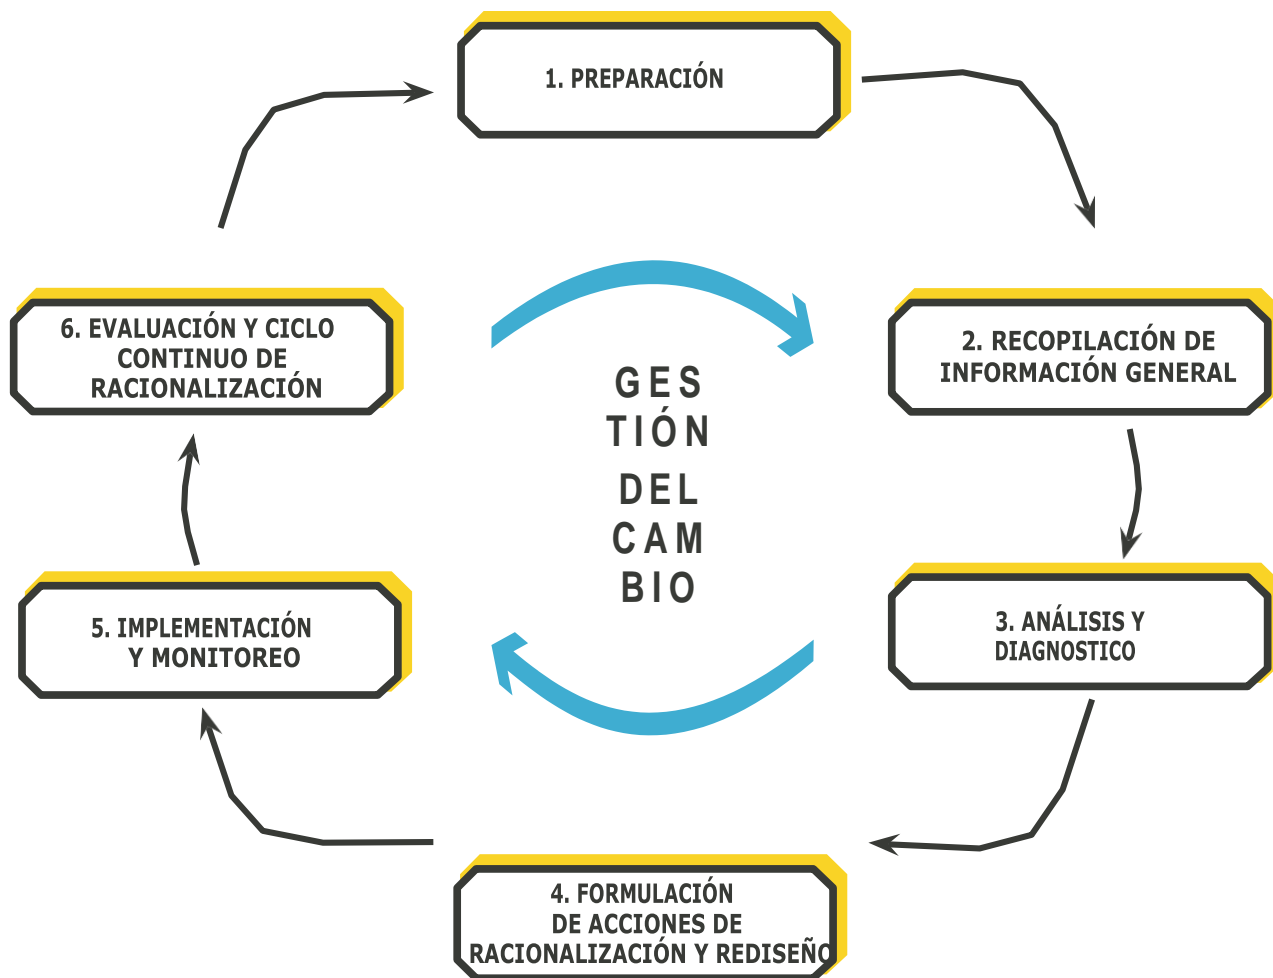 1. PREPARACIÓN
2. RECOPILACIÓN DE
INFORMACIÓN GENERAL
3. ANÁLISIS Y
DIAGNOSTICO
4. FORMULACIÓN
DE ACCIONES DE
RACIONALIZACIÓN Y REDISEÑO
5. IMPLEMENTACIÓN
Y MONITOREO
6. EVALUACIÓN Y CICLO
CONTINUO DE
RACIONALIZACIÓN
GES
TIÓN
DEL
CAM
BIO